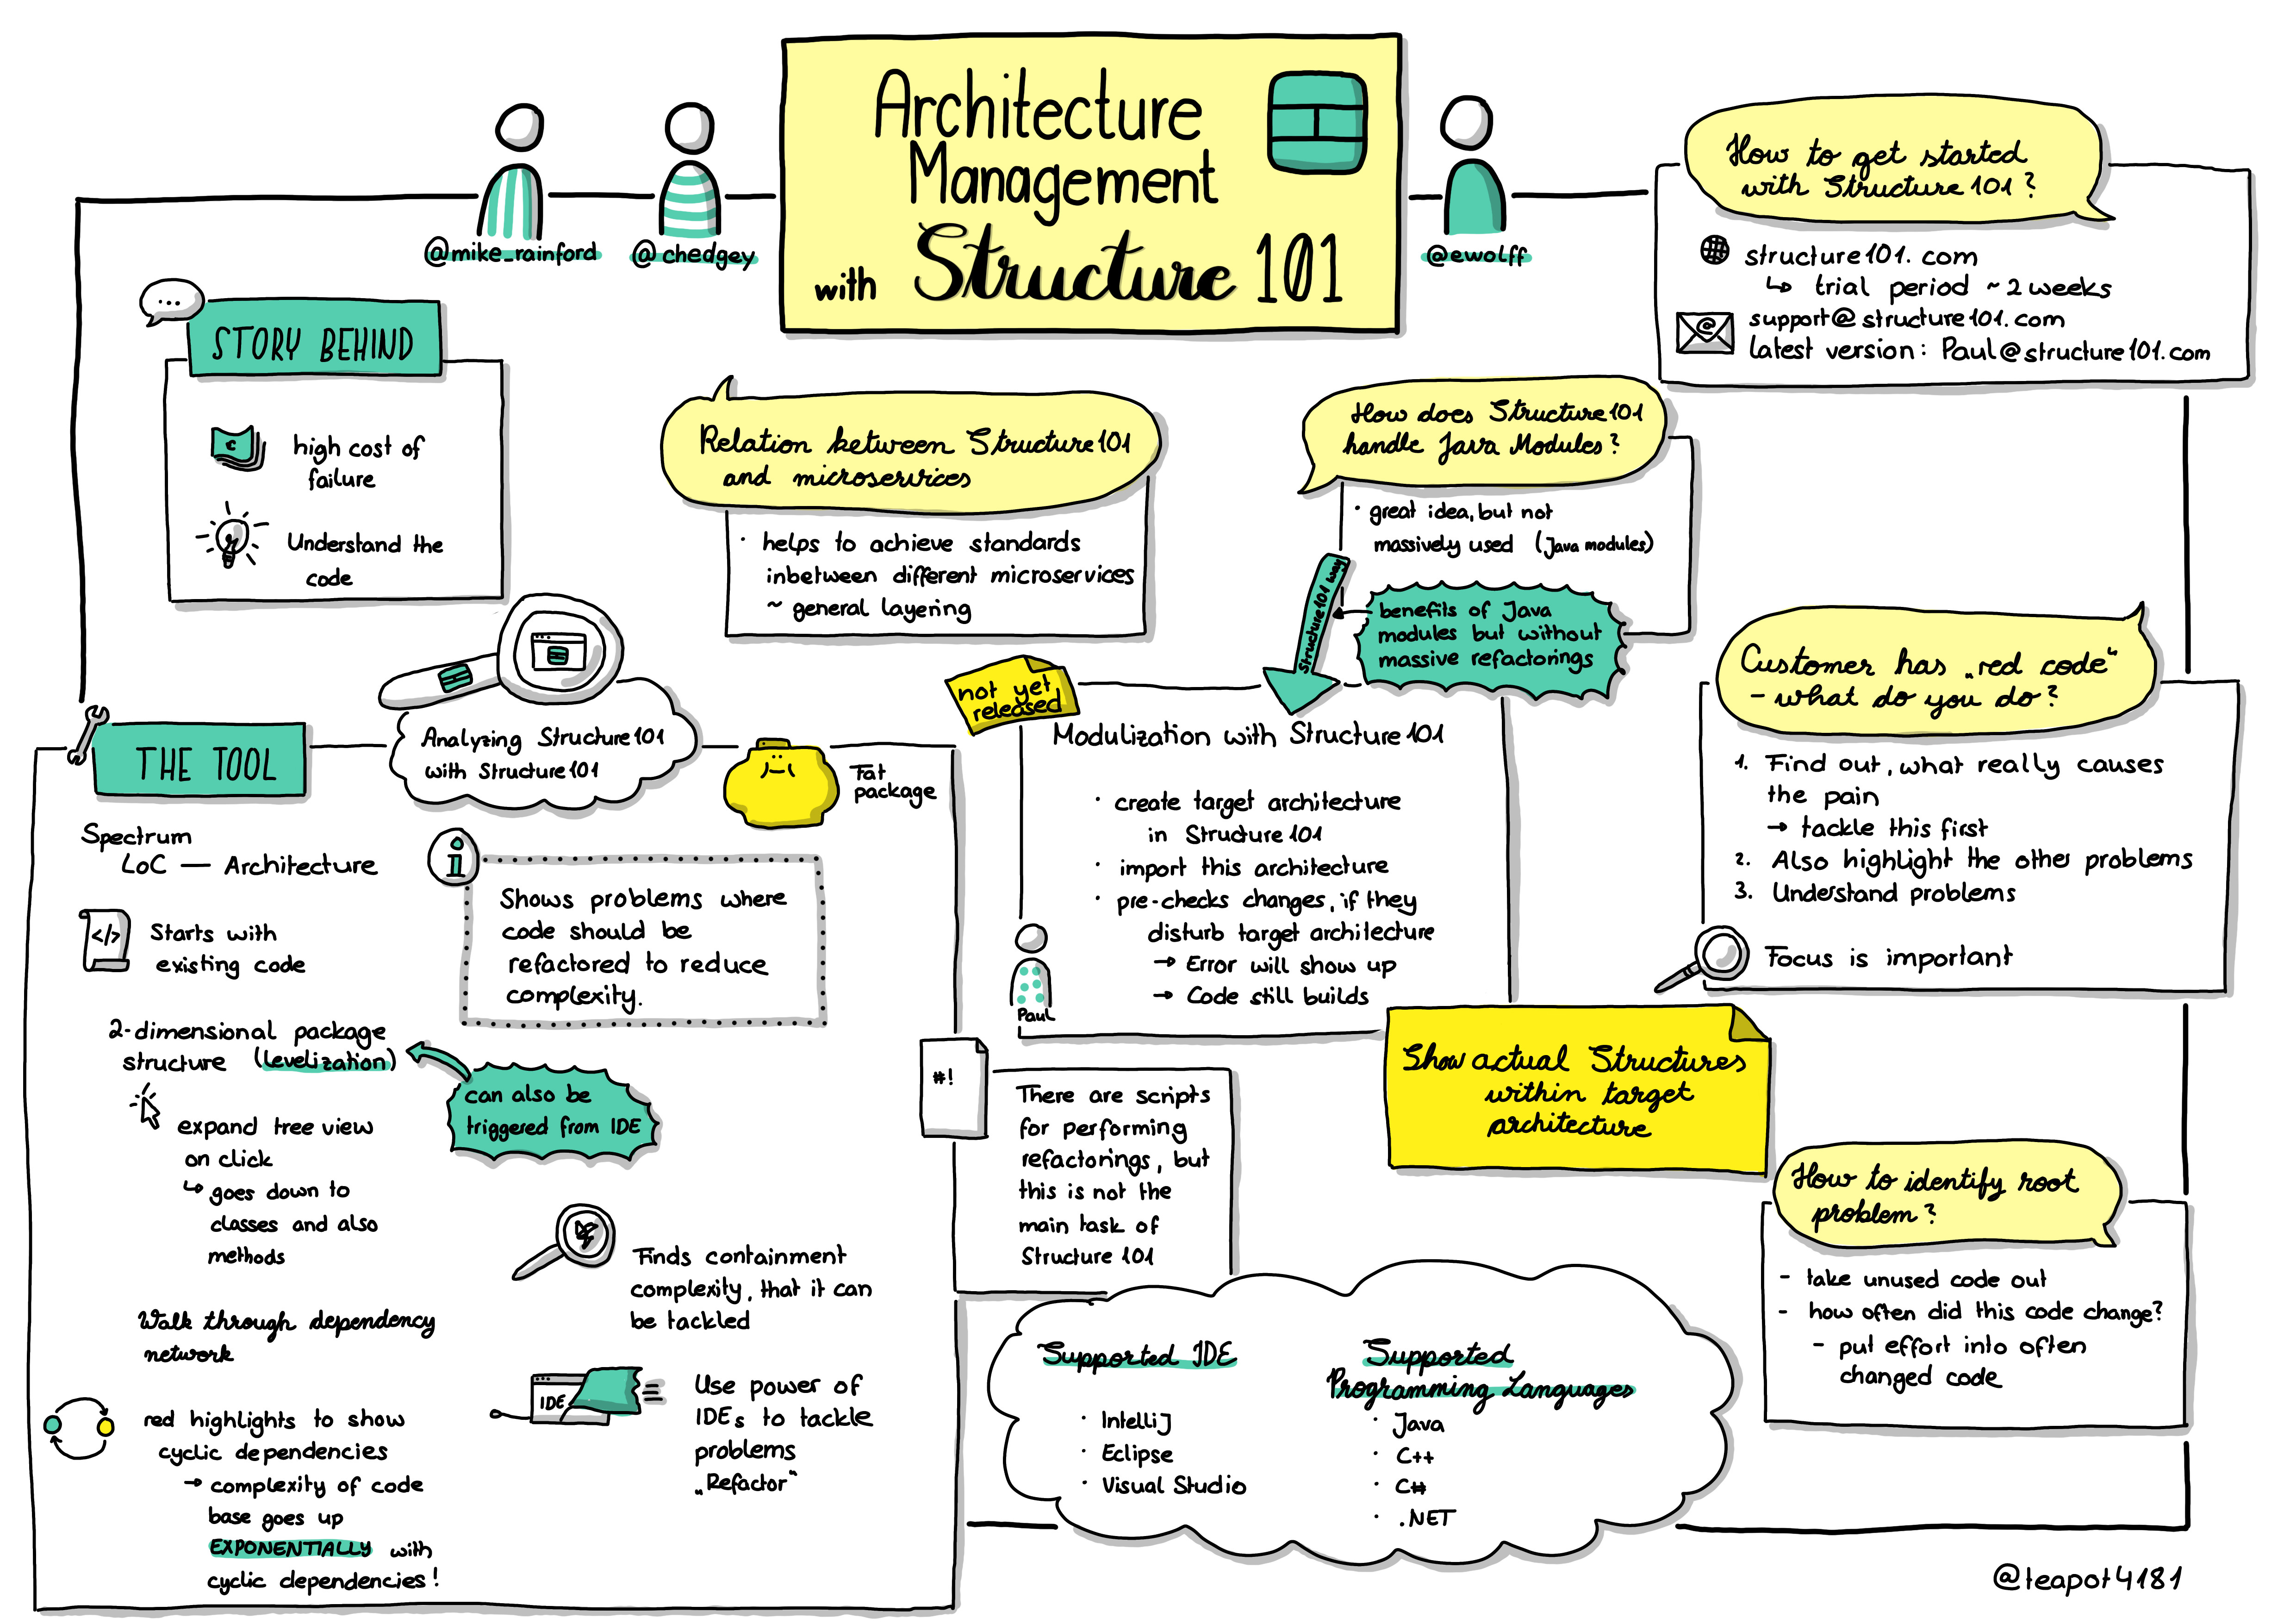 Architecture
Management
with Structure 101
@mike_rainford
@chedgey
@ewolff
How to get started
with Structure 101?
structure101.com
↳ trial period ~ 2 weeks
support@structure101.com
latest version: Paul@structure101.com
...
STORY BEHIND
€
high cost of
failure
Understand the
code
Relation between Structure 101
and microservices
· helps to achieve standards
inbetween different microservices
~ general layering
How does Structure 101
handle Java Modules?
· great idea, but not
massively used (Java modules)
Structure101 way
benefits of Java
modules but without
massive refactorings
Customer has „red code“
- what do you do?
1. Find out, what really causes
the pain
→ tackle this first
2. Also highlight the other problems
3. Understand problems
Focus is important
THE TOOL
Analyzing Structure 101
with Structure 101
Fat
package
Spectrum
LoC — Architecture
</>
Starts with
existing code
i
Shows problems where
code should be
refactored to reduce
complexity.
2-dimensional package
structure (levelization)
can also be
triggered from IDE
expand tree view
on click
↳ goes down to
classes and also
methods
Walk through dependency
network
red highlights to show
cyclic dependencies
→ complexity of code
base goes up
EXPONENTIALLY with
cyclic dependencies!
Finds containment
complexity, that it can
be tackled
IDE
Use power of
IDEs to tackle
problems
„Refactor“
not yet
released
Modulization with Structure 101
· create target architecture
in Structure 101
· import this architecture
· pre-checks changes, if they
disturb target architecture
→ Error will show up
→ Code still builds
Paul
Show actual Structures
within target
architecture
#!
There are scripts
for performing
refactorings, but
this is not the
main task of
Structure 101
Supported IDE
· IntelliJ
· Eclipse
· Visual Studio
Supported
Programming Languages
· Java
· C++
· C#
· .NET
How to identify root
problem?
- take unused code out
- how often did this code change?
- put effort into often
changed code
@teapot4181